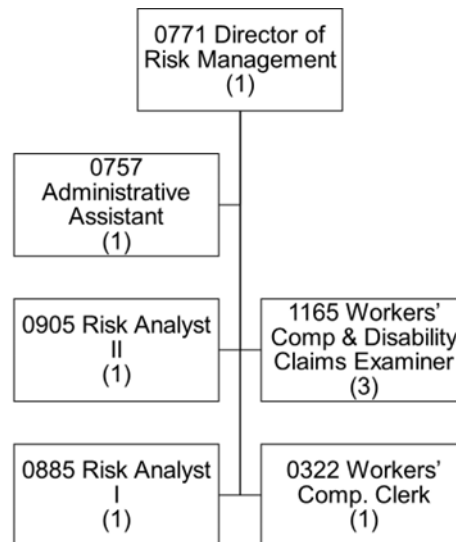 0771 Director of
Risk Management
(1)
0757
Administrative
Assistant
(1)
0905 Risk Analyst
II
(1)
1165 Workers'
Comp & Disability
Claims Examiner
(3)
0885 Risk Analyst
I
(1)
0322 Workers'
Comp. Clerk
(1)